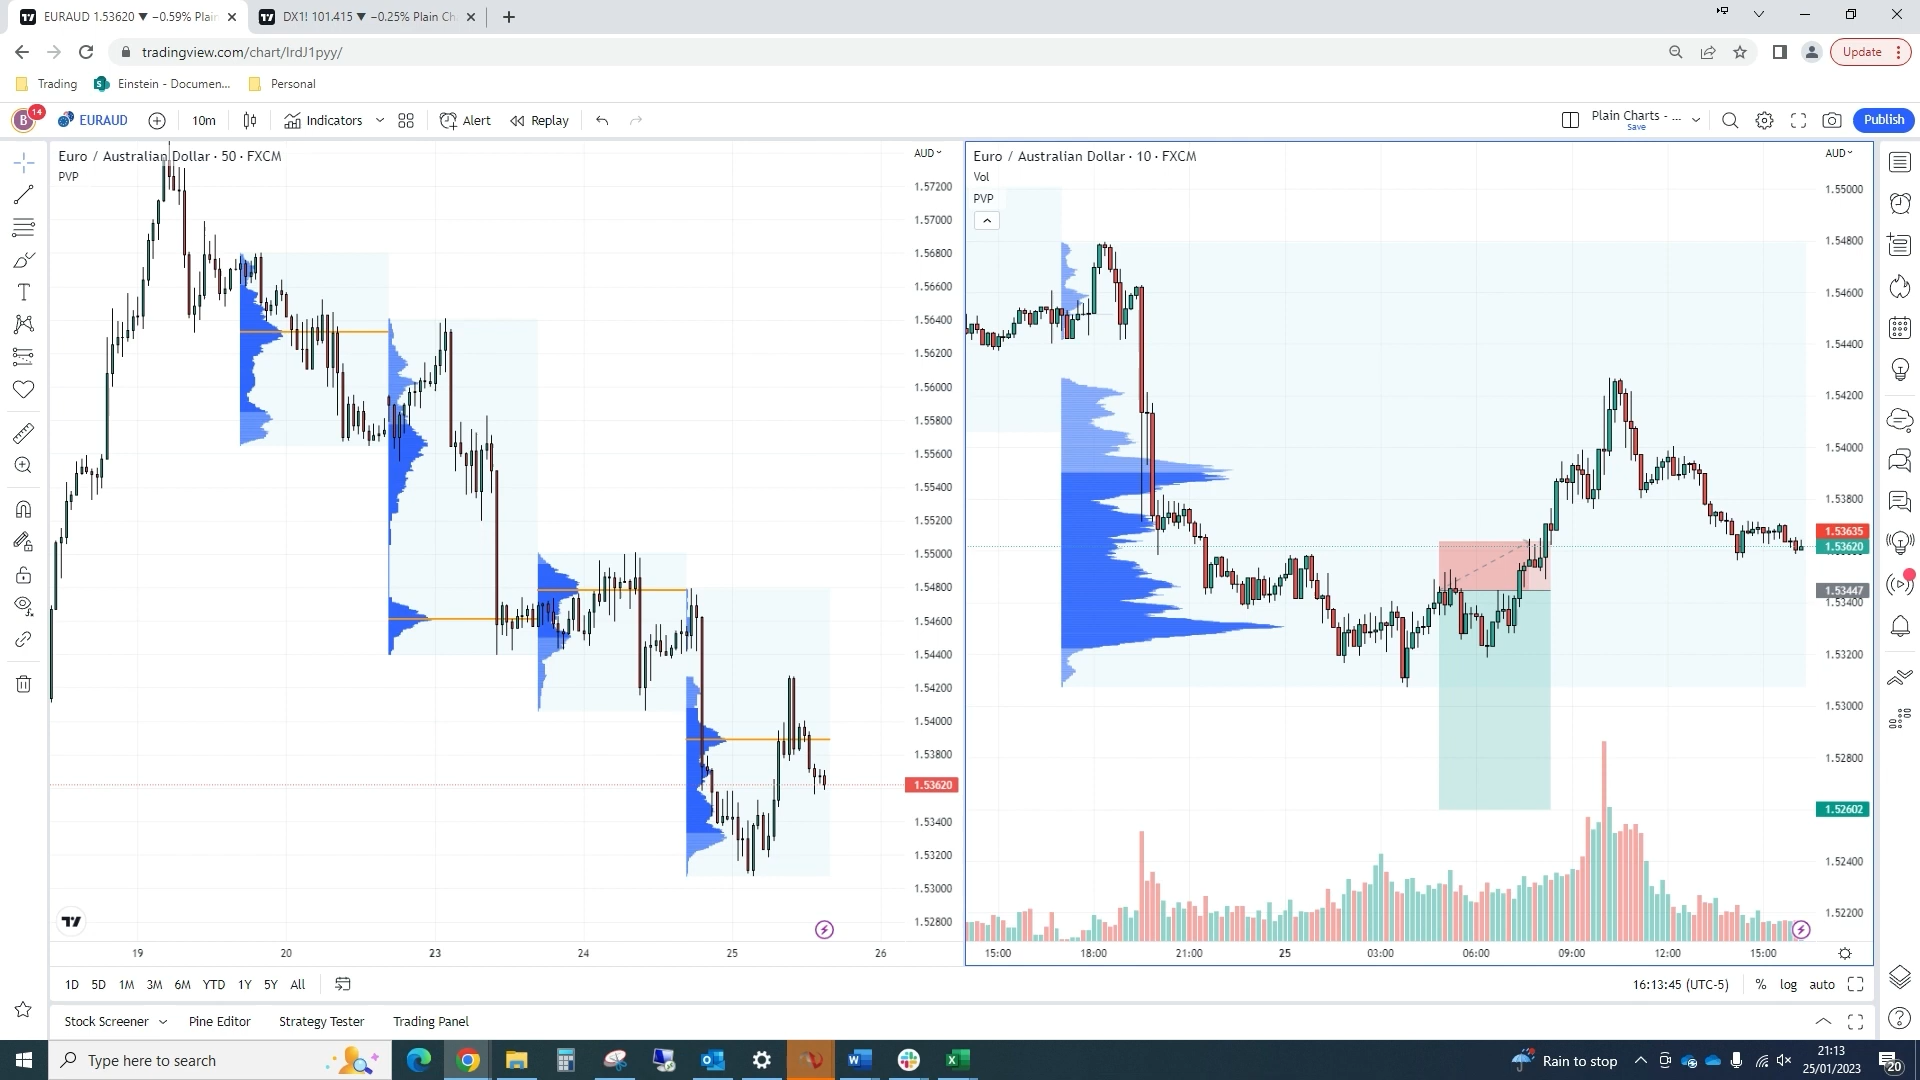 EURAUD 1.53620 ▼ −0.59% Plain
DX1! 101.415 ▼ −0.25% Plain Ch
tradingview.com/chart/IrdJ1pyy/
Update
Trading
Einstein - Documen...
Personal
B
14
EURAUD
10m
Indicators
Alert
Replay
Plain Charts - ...
Save
Publish
Euro / Australian Dollar · 50 · FXCM
PVP
AUD
1.57200
1.57000
1.56800
1.56600
1.56400
1.56200
1.56000
1.55800
1.55600
1.55400
1.55200
1.55000
1.54800
1.54600
1.54400
1.54200
1.54000
1.53800
1.53620
1.53400
1.53200
1.53000
1.52800
19
20
23
24
25
26
Euro / Australian Dollar · 10 · FXCM
Vol
PVP
AUD
1.55000
1.54800
1.54600
1.54400
1.54200
1.54000
1.53800
1.53635
1.53620
1.53447
1.53400
1.53200
1.53000
1.52800
1.52602
1.52400
1.52200
15:00
18:00
21:00
25
03:00
06:00
09:00
12:00
15:00
1D
5D
1M
3M
6M
YTD
1Y
5Y
All
16:13:45 (UTC-5)
%
log
auto
Stock Screener
Pine Editor
Strategy Tester
Trading Panel
Type here to search
Rain to stop
21:13
25/01/2023
20